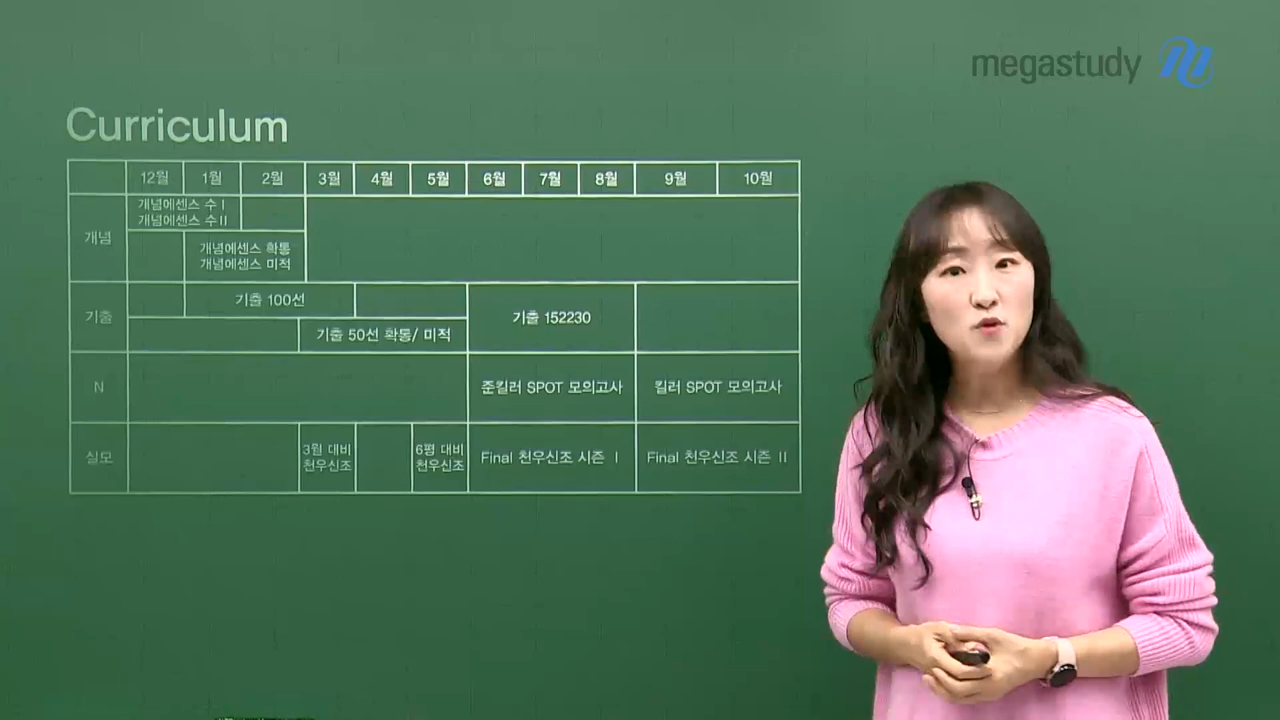 megastudy
Curriculum
12월 1월 2월 3월 4월 5월 6월 7월 8월 9월 10월
개념
개념에센스 수Ⅰ
개념에센스 수Ⅱ
개념에센스 확통
개념에센스 미적
기출
기출 100선
기출 50선 확통/ 미적
기출 152230
N
준킬러 SPOT 모의고사
킬러 SPOT 모의고사
실모
3월 대비
천우신조
6평 대비
천우신조
Final 천우신조 시즌 Ⅰ
Final 천우신조 시즌 Ⅱ